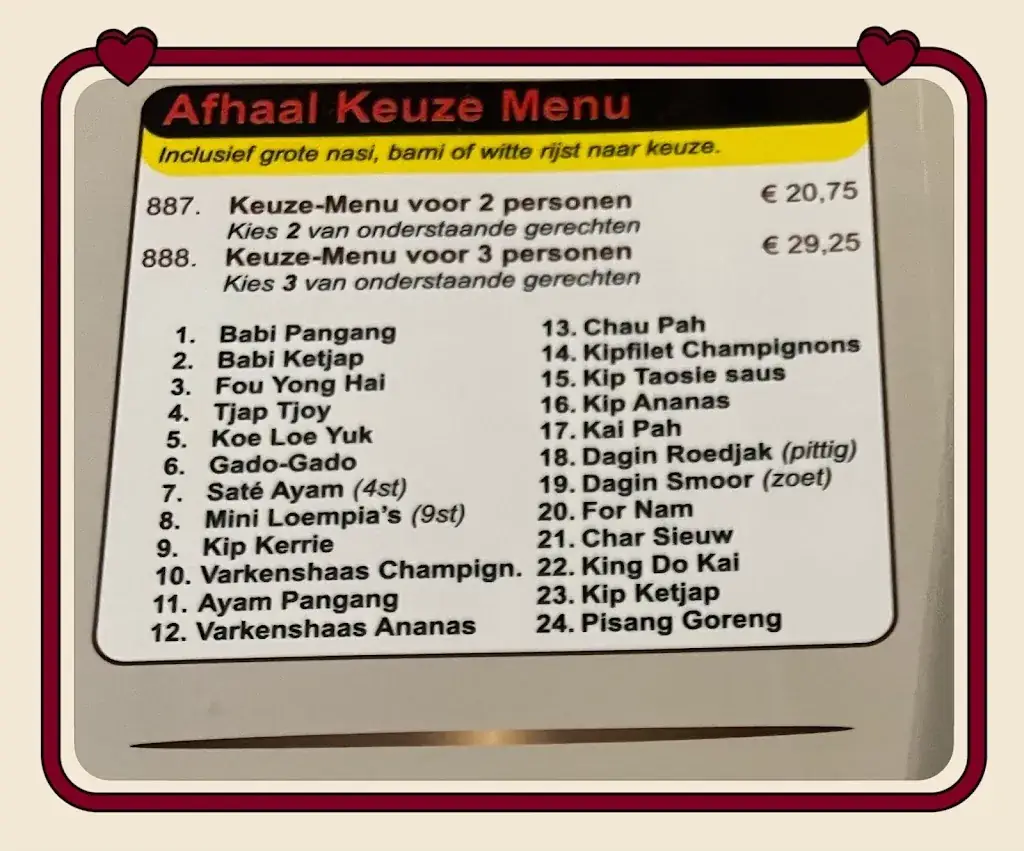 Afhaal Keuze Menu
Inclusief grote nasi, bami of witte rijst naar keuze.
887. Keuze-Menu voor 2 personen € 20,75
Kies 2 van onderstaande gerechten
888. Keuze-Menu voor 3 personen € 29,25
Kies 3 van onderstaande gerechten
1. Babi Pangang
2. Babi Ketjap
3. Fou Yong Hai
4. Tjap Tjoy
5. Koe Loe Yuk
6. Gado-Gado
7. Saté Ayam (4st)
8. Mini Loempia's (9st)
9. Kip Kerrie
10. Varkenshaas Champign.
11. Ayam Pangang
12. Varkenshaas Ananas
13. Chau Pah
14. Kipfilet Champignons
15. Kip Taosie saus
16. Kip Ananas
17. Kai Pah
18. Dagin Roedjak (pittig)
19. Dagin Smoor (zoet)
20. For Nam
21. Char Sieuw
22. King Do Kai
23. Kip Ketjap
24. Pisang Goreng